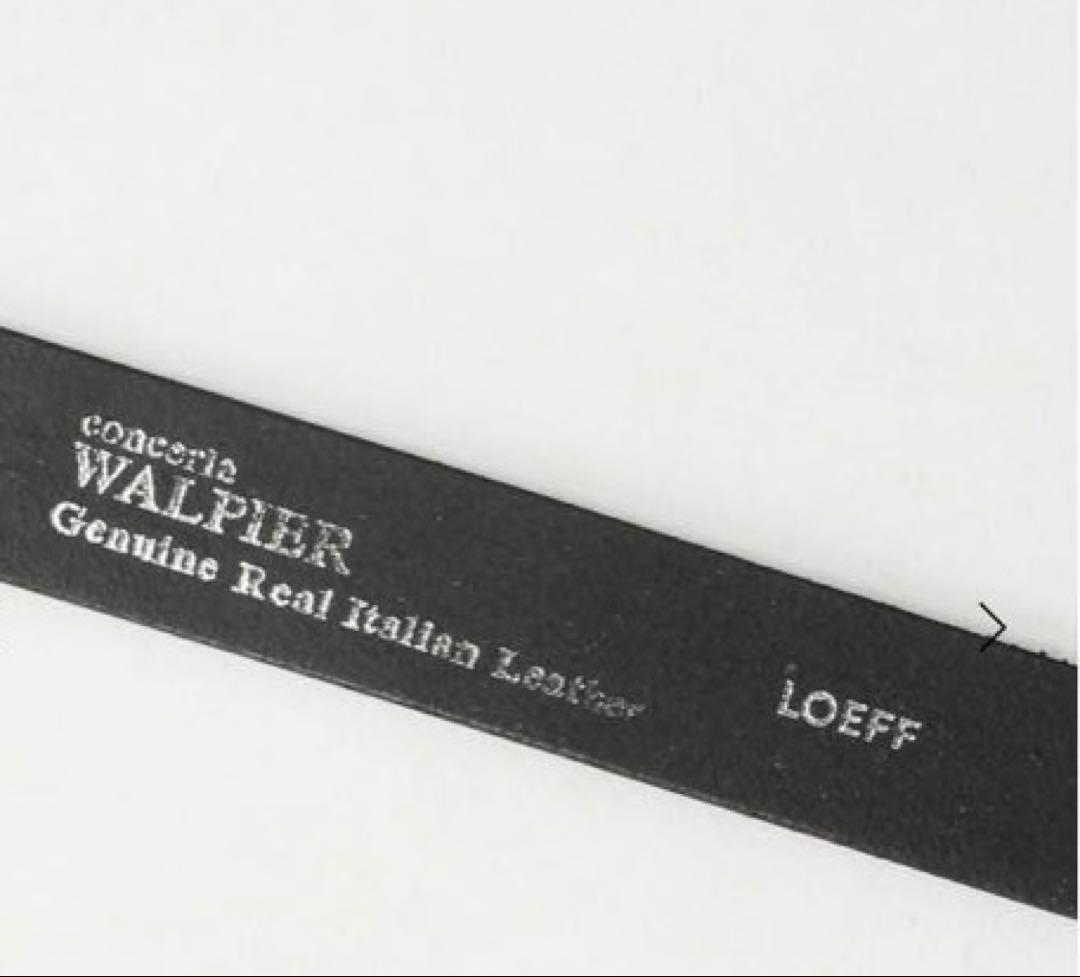 conceria
WALPIER
Genuine Real Italian Leather
LOEFF